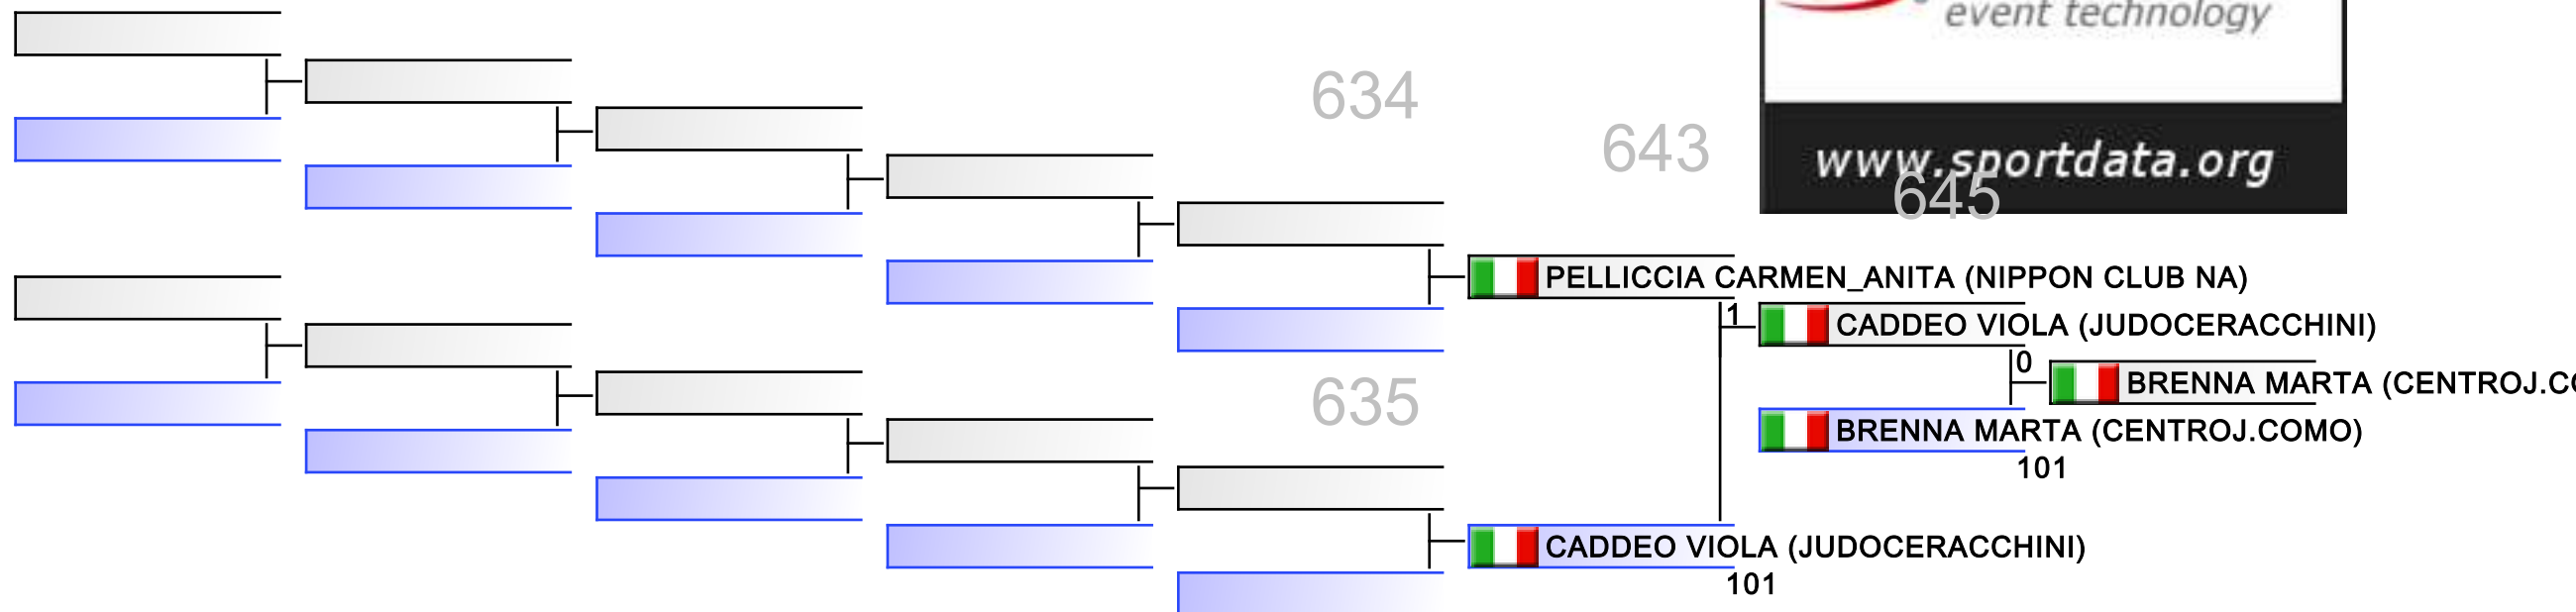 event technology
634
643
www.sportdata.org
645
PELLICCIA CARMEN_ANITA (NIPPON CLUB NA)
1
CADDEO VIOLA (JUDOCERACCHINI)
0
BRENNA MARTA (CENTROJ.CO
635
BRENNA MARTA (CENTROJ.COMO)
101
CADDEO VIOLA (JUDOCERACCHINI)
101